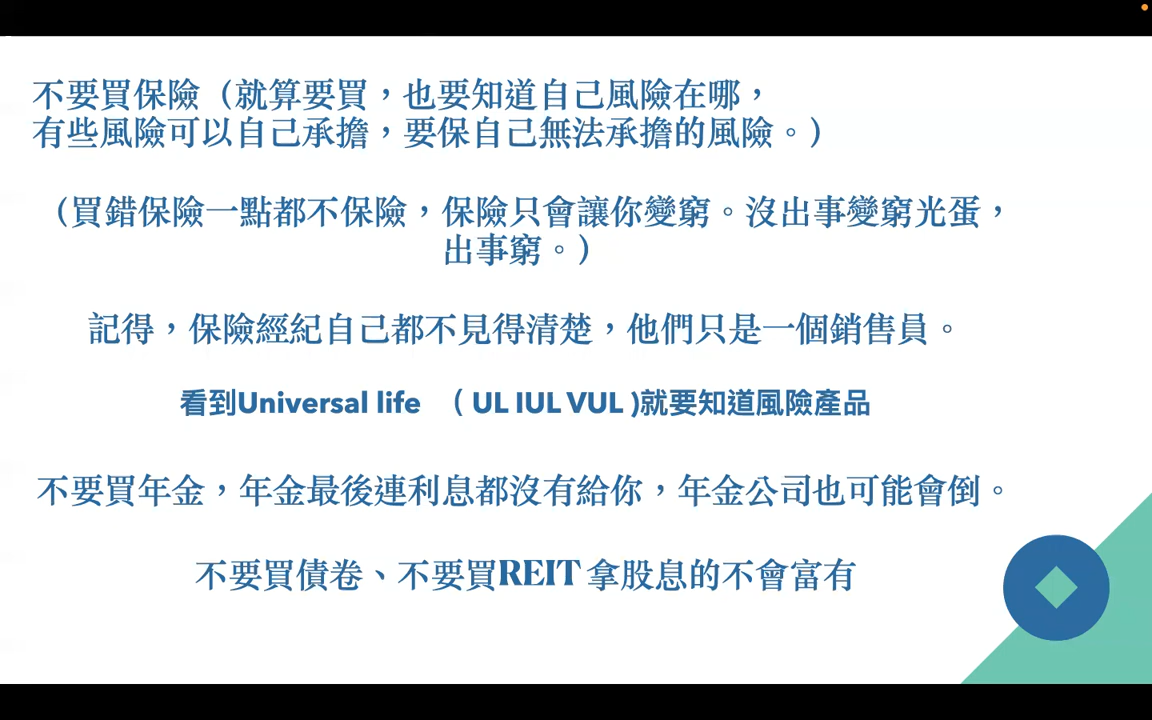 不要買保險（就算要買，也要知道自己風險在哪，
有些風險可以自己承擔，要保自己無法承擔的風險。）
（買錯保險一點都不保險，保險只會讓你變窮。沒出事變窮光蛋，
出事窮。）
記得，保險經紀自己都不見得清楚，他們只是一個銷售員。
看到Universal life （ UL IUL VUL )就要知道風險產品
不要買年金，年金最後連利息都沒有給你，年金公司也可能會倒。
不要買債卷、不要買REIT 拿股息的不會富有